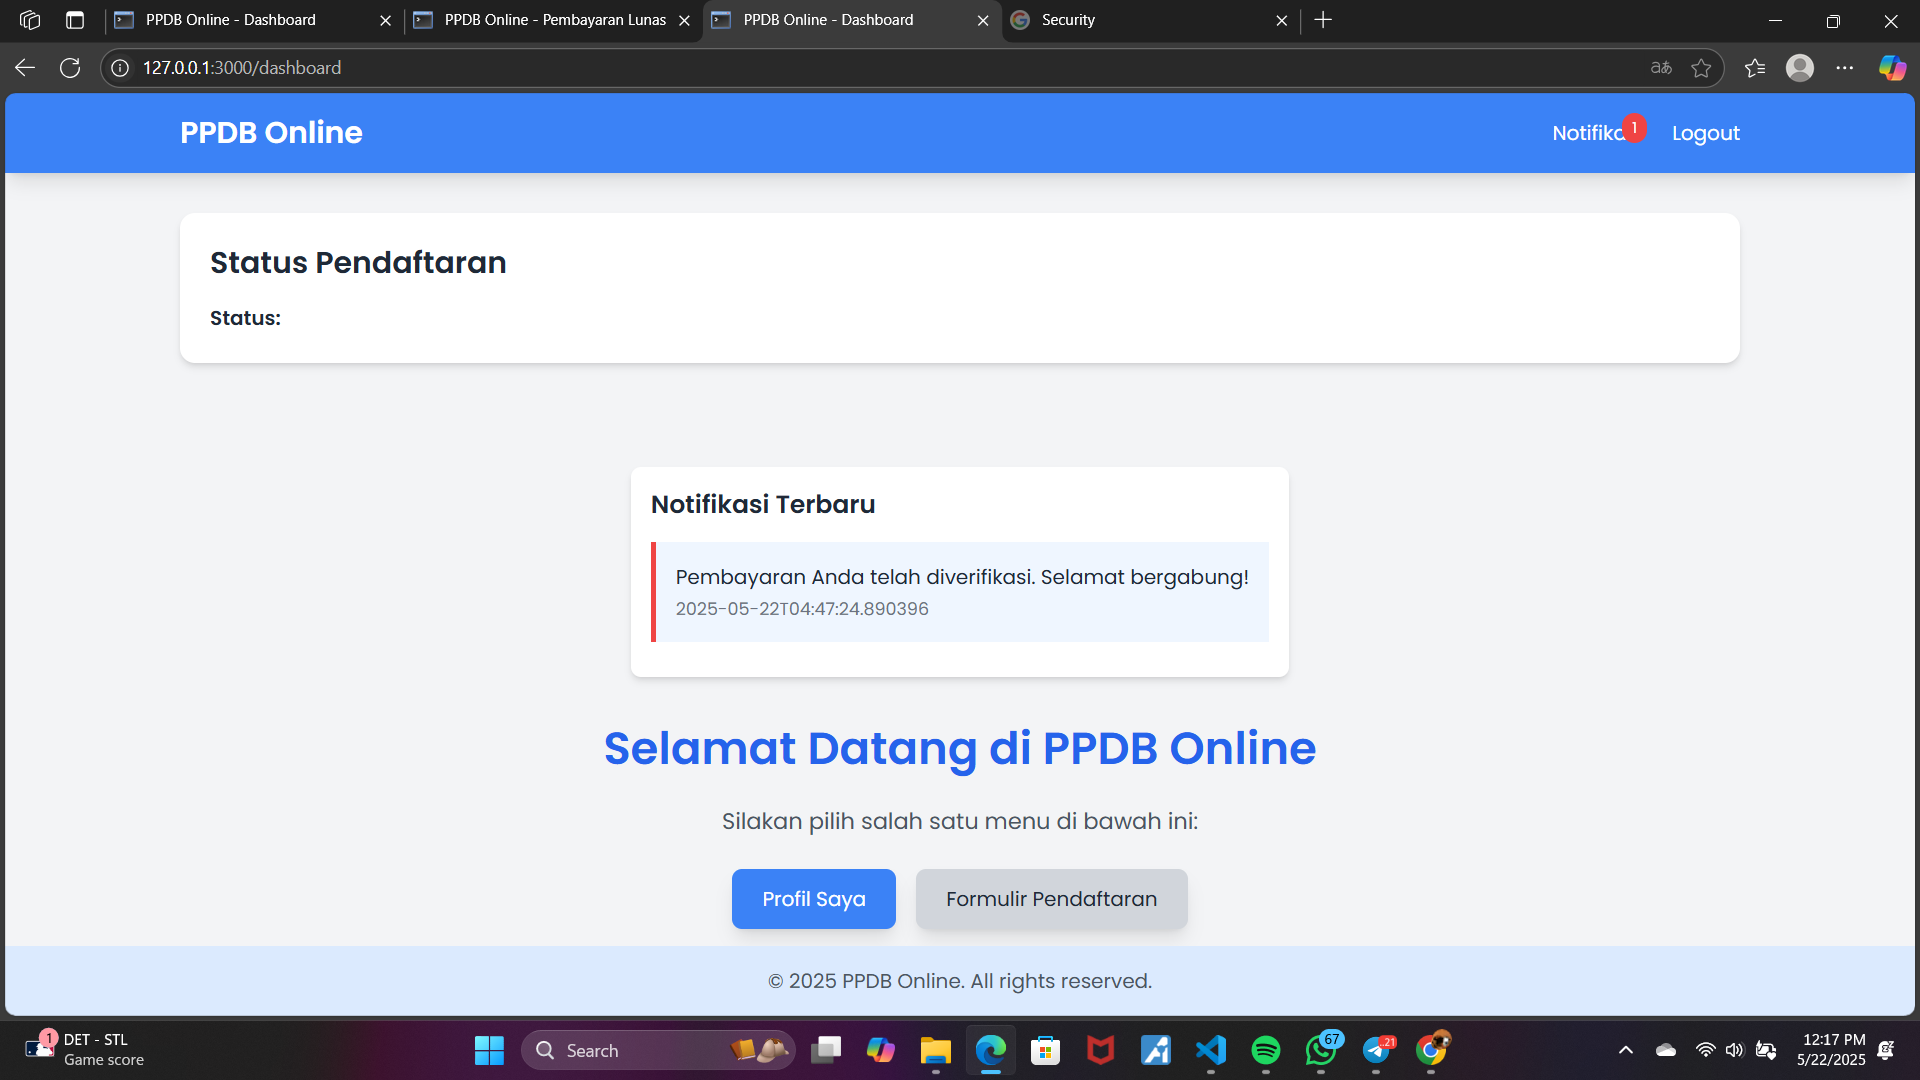 PPDB Online - Dashboard
PPDB Online - Pembayaran Lunas
PPDB Online - Dashboard
Security
127.0.0.1:3000/dashboard
PPDB Online
1
Logout
Status Pendaftaran
Status:
Notifikasi Terbaru
Pembayaran Anda telah diverifikasi. Selamat bergabung!
2025-05-22T04:47:24.890396
Selamat Datang di PPDB Online
Silakan pilih salah satu menu di bawah ini:
Profil Saya
Formulir Pendaftaran
© 2025 PPDB Online. All rights reserved.
1
DET - STL
Game score
Search
67
..21
12:17 PM
5/22/2025